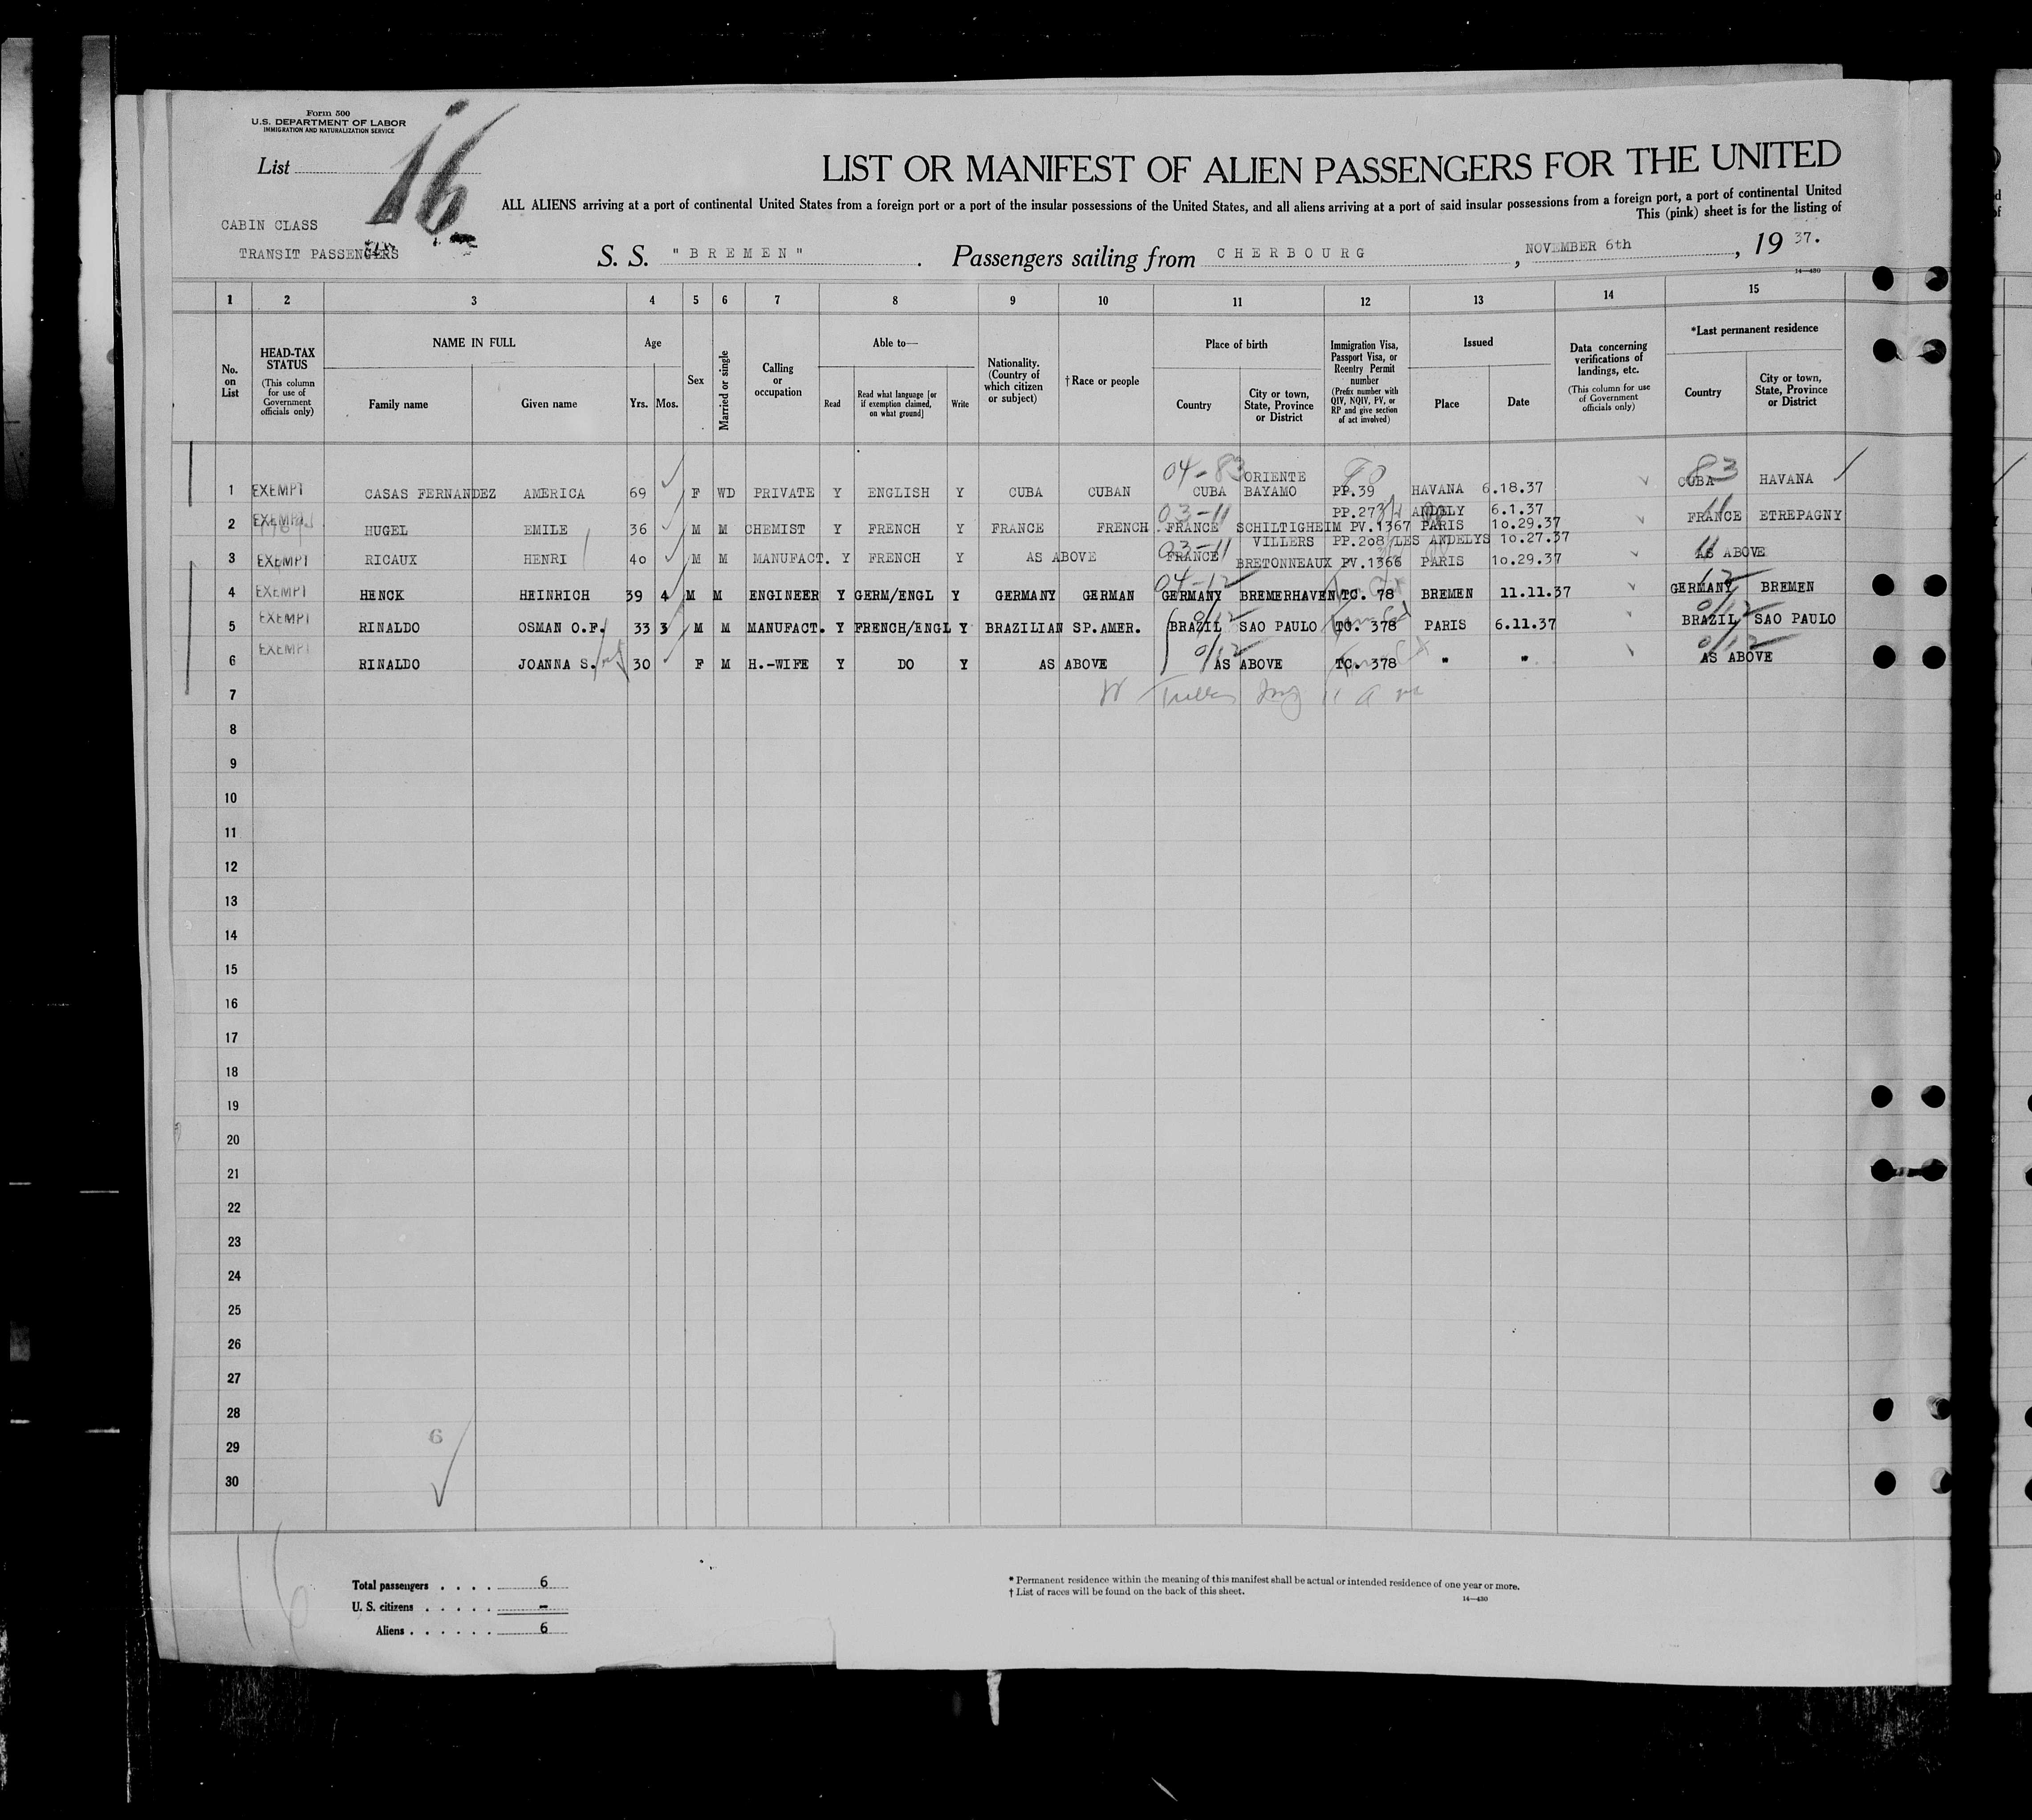 Form 500
U.S. DEPARTMENT OF LABOR
IMMIGRATION AND NATURALIZATION SERVICE
List 16
LIST OR MANIFEST OF ALIEN PASSENGERS FOR THE UNITED
ALL ALIENS arriving at a port of continental United States from a foreign port or a port of the insular possessions of the United States, and all aliens arriving at a port of said insular possessions from a foreign port, a port of continental United
This (pink) sheet is for the listing of
CABIN CLASS
TRANSIT PASSENGERS
S. S. "BREMEN". Passengers sailing from CHERBOURG, NOVEMBER 6th, 19 37.
14—480
1 2 3 4 5 6 7 8 9 10 11 12 13 14 15
No. on List
HEAD-TAX STATUS (This column for use of Government officials only)
NAME IN FULL Family name Given name
Age Yrs. Mos.
Sex
Married or single
Calling or occupation
Able to— Read Read what language [or if exemption claimed, on what ground] Write
Nationality. (Country of which citizen or subject)
†Race or people
Place of birth Country City or town, State, Province or District
Immigration Visa, Passport Visa, or Reentry Permit number (Prefix number with QIV, NQIV, PV, or RP and give section of act involved)
Issued Place Date
Data concerning verifications of landings, etc. (This column for use of Government officials only)
*Last permanent residence Country City or town, State, Province or District
04-83 ORIENTE 83
1 EXEMPT CASAS FERNANDEZ AMERICA 69 F WD PRIVATE Y ENGLISH Y CUBA CUBAN CUBA BAYAMO PP.39 HAVANA 6.18.37 CUBA HAVANA
03-11 PP.273 ANDELY 6.1.37 11
2 EXEMPT HUGEL EMILE 36 M M CHEMIST Y FRENCH Y FRANCE FRENCH FRANCE SCHILTIGHEIM PV.1367 PARIS 10.29.37 FRANCE ETREPAGNY
03-11 VILLERS PP.208 LES ANDELYS 10.27.37 11
3 EXEMPT RICAUX HENRI 40 M M MANUFACT. Y FRENCH Y AS ABOVE FRANCE BRETONNEAUX PV.1366 PARIS 10.29.37 AS ABOVE
04-12 12
4 EXEMPT HENCK HEINRICH 39 4 M M ENGINEER Y GERM/ENGL Y GERMANY GERMAN GERMANY BREMERHAVEN TC. 78 BREMEN 11.11.37 GERMANY BREMEN
0/12 0/12
5 EXEMPT RINALDO OSMAN O.F. 33 3 M M MANUFACT. Y FRENCH/ENGL Y BRAZILIAN SP.AMER. BRAZIL SAO PAULO TC. 378 PARIS 6.11.37 BRAZIL SAO PAULO
0/12 0/12
6 EXEMPT RINALDO JOANNA S. 30 F M H.-WIFE Y DO Y AS ABOVE AS ABOVE TC. 378 " " AS ABOVE
7
8
9
10
11
12
13
14
15
16
17
18
19
20
21
22
23
24
25
26
27
28
6
29
30
16
Total passengers . . . . 6
U. S. citizens . . . . . -
Aliens . . . . . . 6
* Permanent residence within the meaning of this manifest shall be actual or intended residence of one year or more.
† List of races will be found on the back of this sheet.
14—430